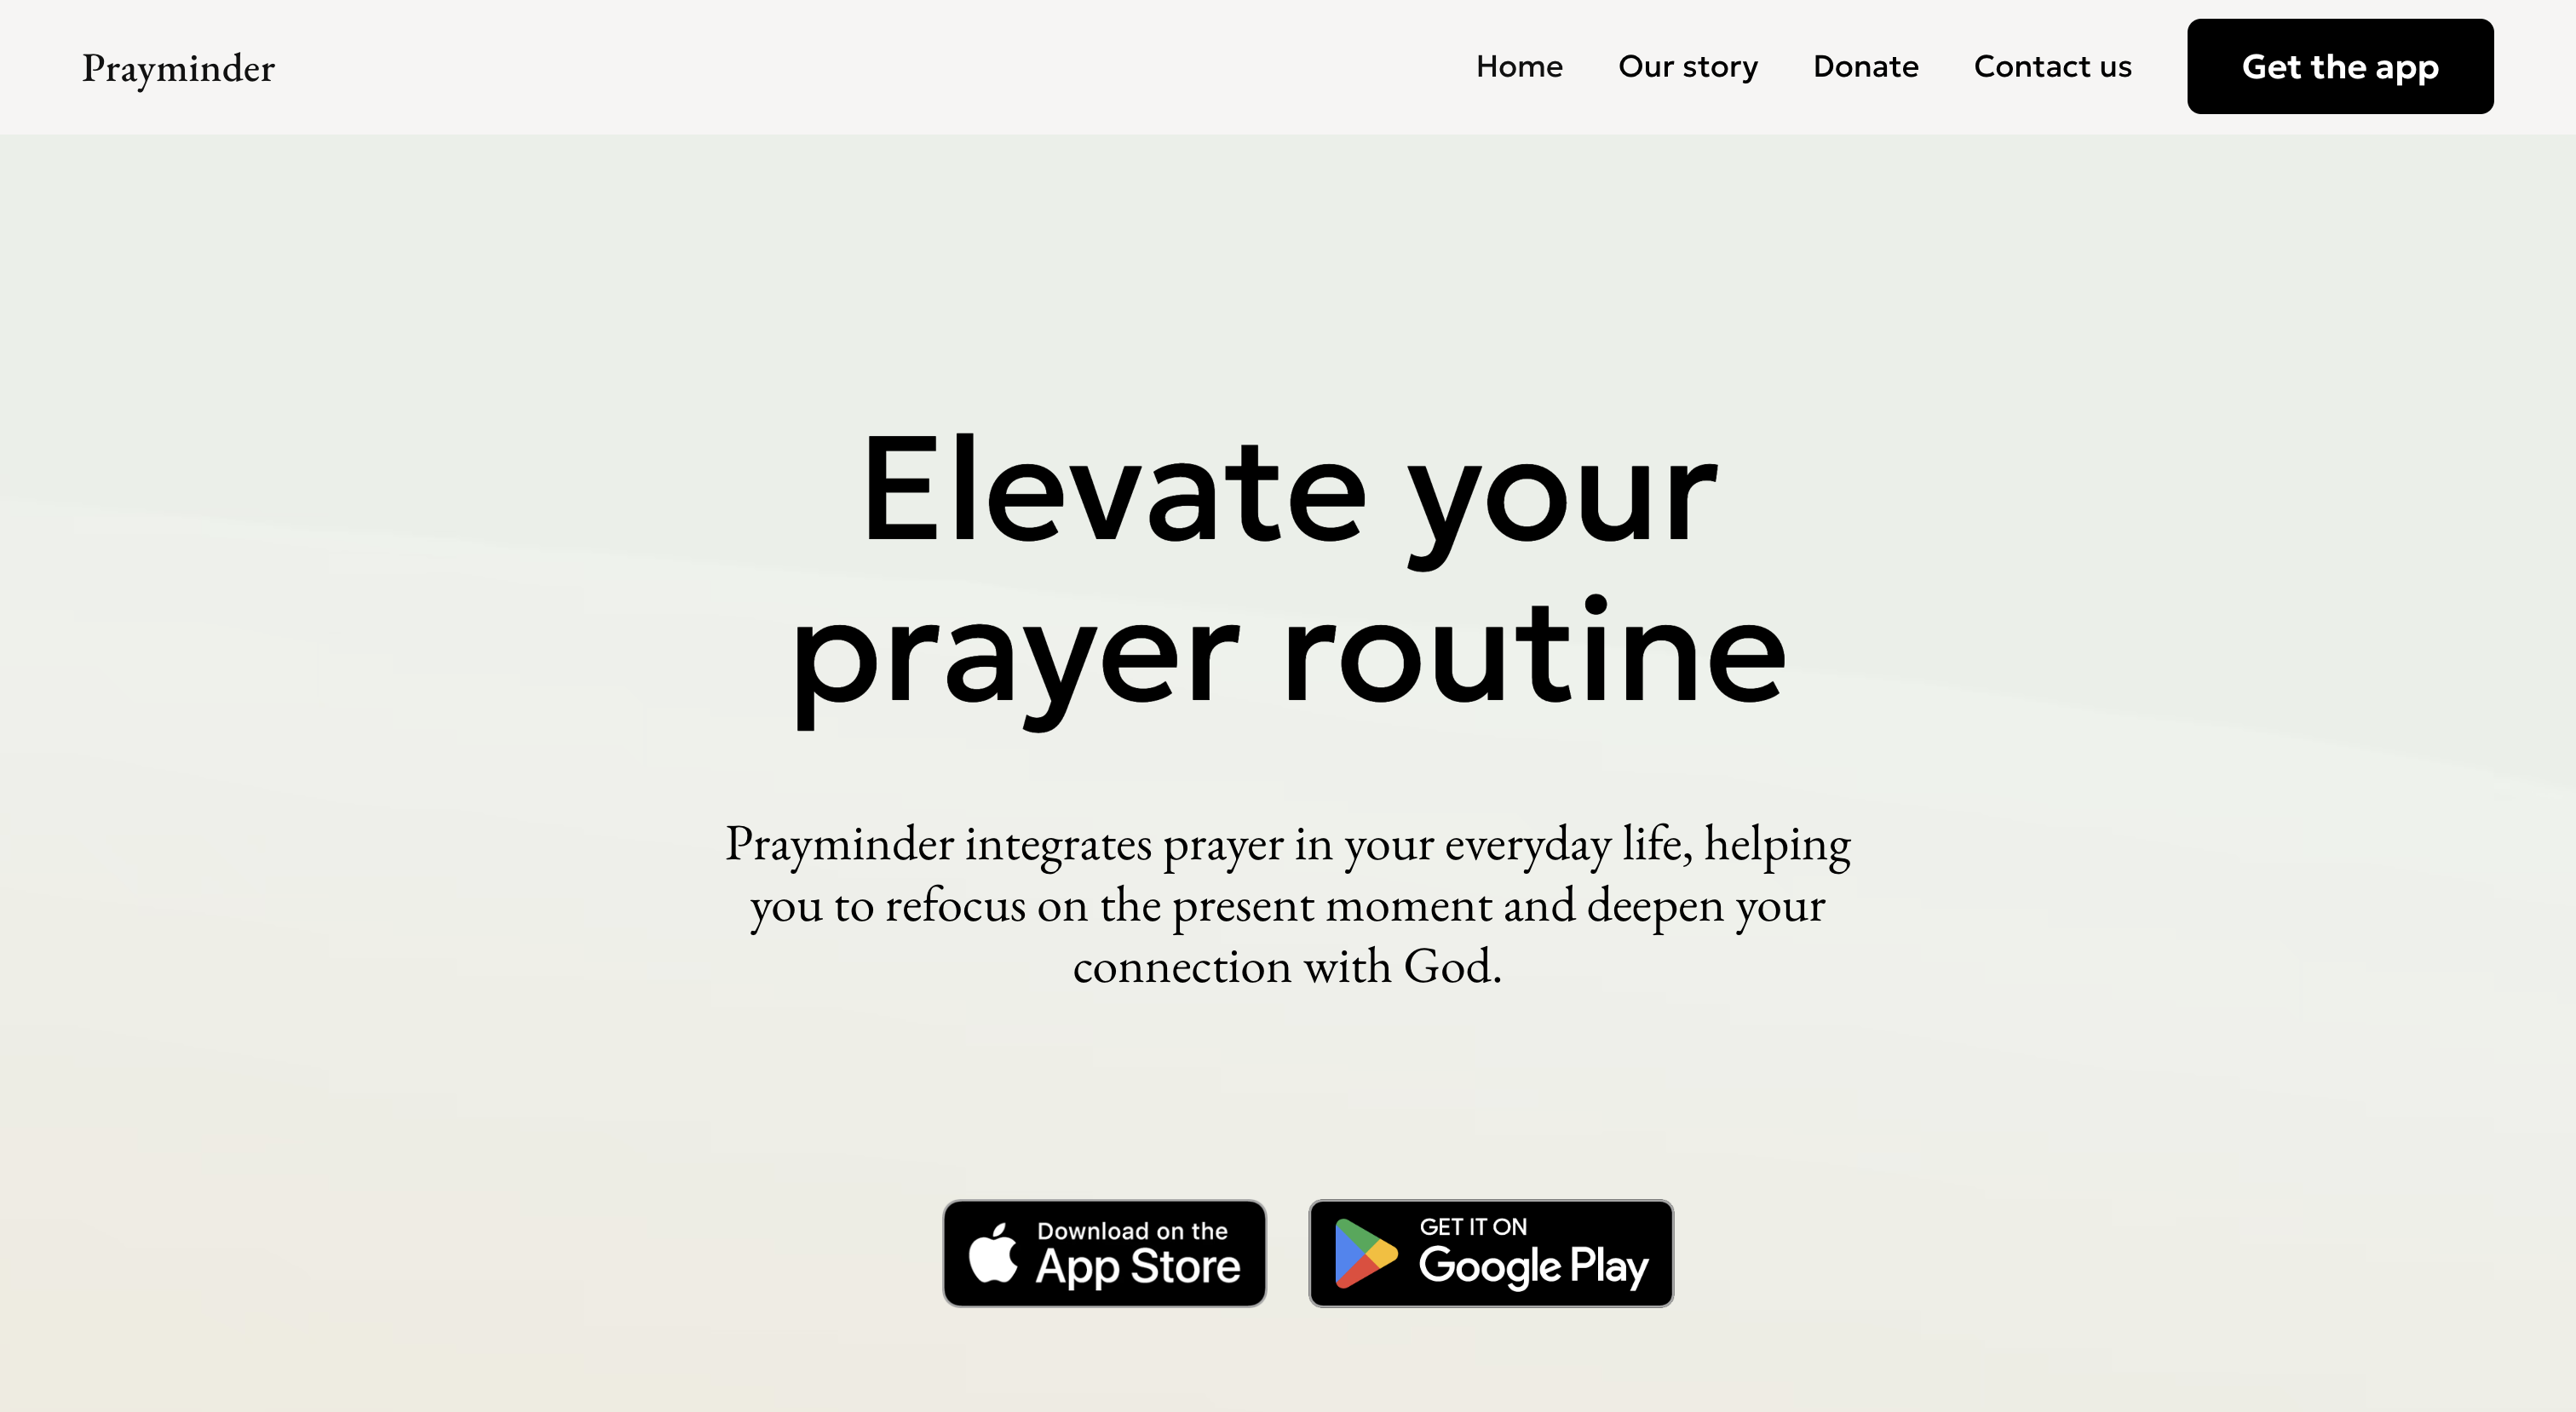 Prayminder
Home
Our story
Donate
Contact us
Get the app
Elevate your
prayer routine
Prayminder integrates prayer in your everyday life, helping
you to refocus on the present moment and deepen your
connection with God.
Download on the
App Store
GET IT ON
Google Play